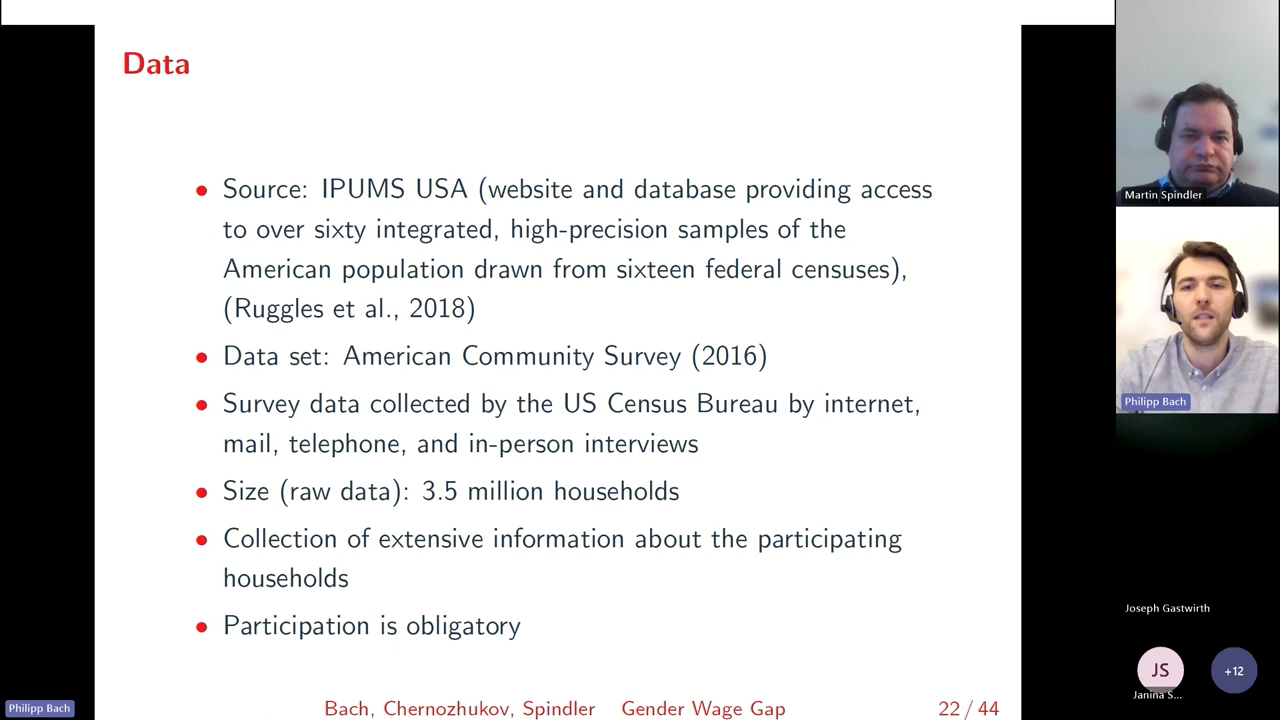 Data
• Source: IPUMS USA (website and database providing access
to over sixty integrated, high-precision samples of the
American population drawn from sixteen federal censuses),
(Ruggles et al., 2018)
• Data set: American Community Survey (2016)
• Survey data collected by the US Census Bureau by internet,
mail, telephone, and in-person interviews
• Size (raw data): 3.5 million households
• Collection of extensive information about the participating
households
• Participation is obligatory
Bach, Chernozhukov, Spindler Gender Wage Gap 22 / 44
Philipp Bach
Martin Spindler
Philipp Bach
Joseph Gastwirth
JS
Janina S...
+12